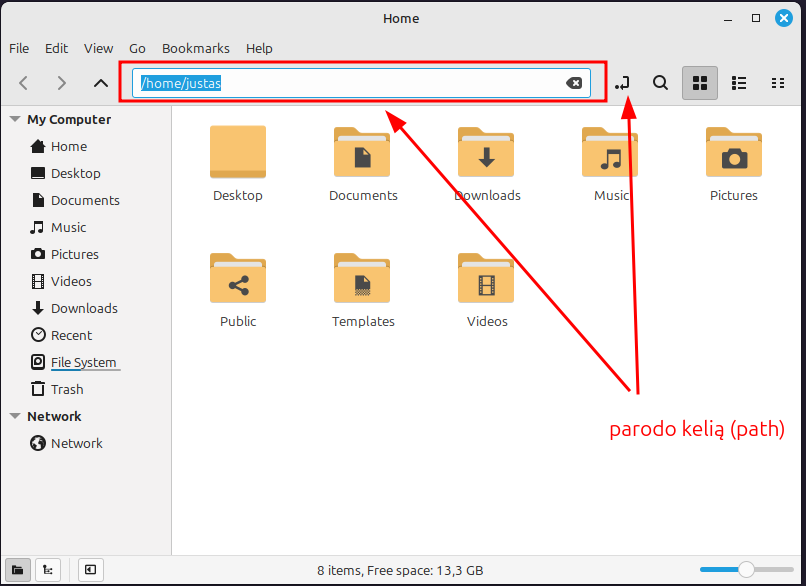 Home
File Edit View Go Bookmarks Help
/home/justas
My Computer
Home
Desktop
Documents
Music
Pictures
Videos
Downloads
Recent
File System
Trash
Network
Network
Desktop Documents Downloads Music Pictures
Public Templates Videos
parodo kelią (path)
8 items, Free space: 13,3 GB